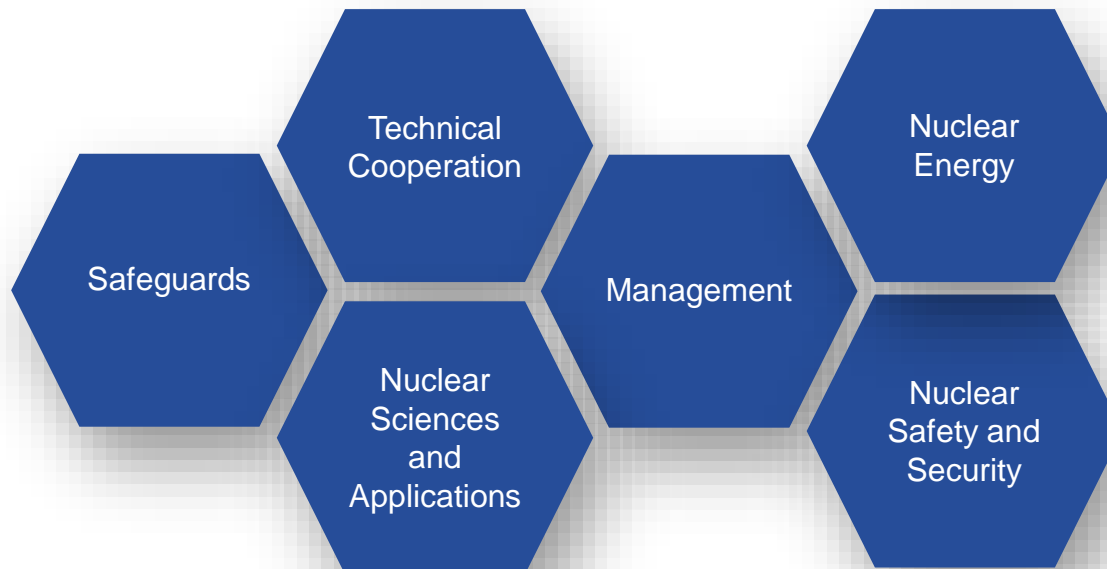 Technical
Cooperation
Nuclear
Energy
Safeguards
Management
Nuclear
Sciences
and
Applications
Nuclear
Safety and
Security